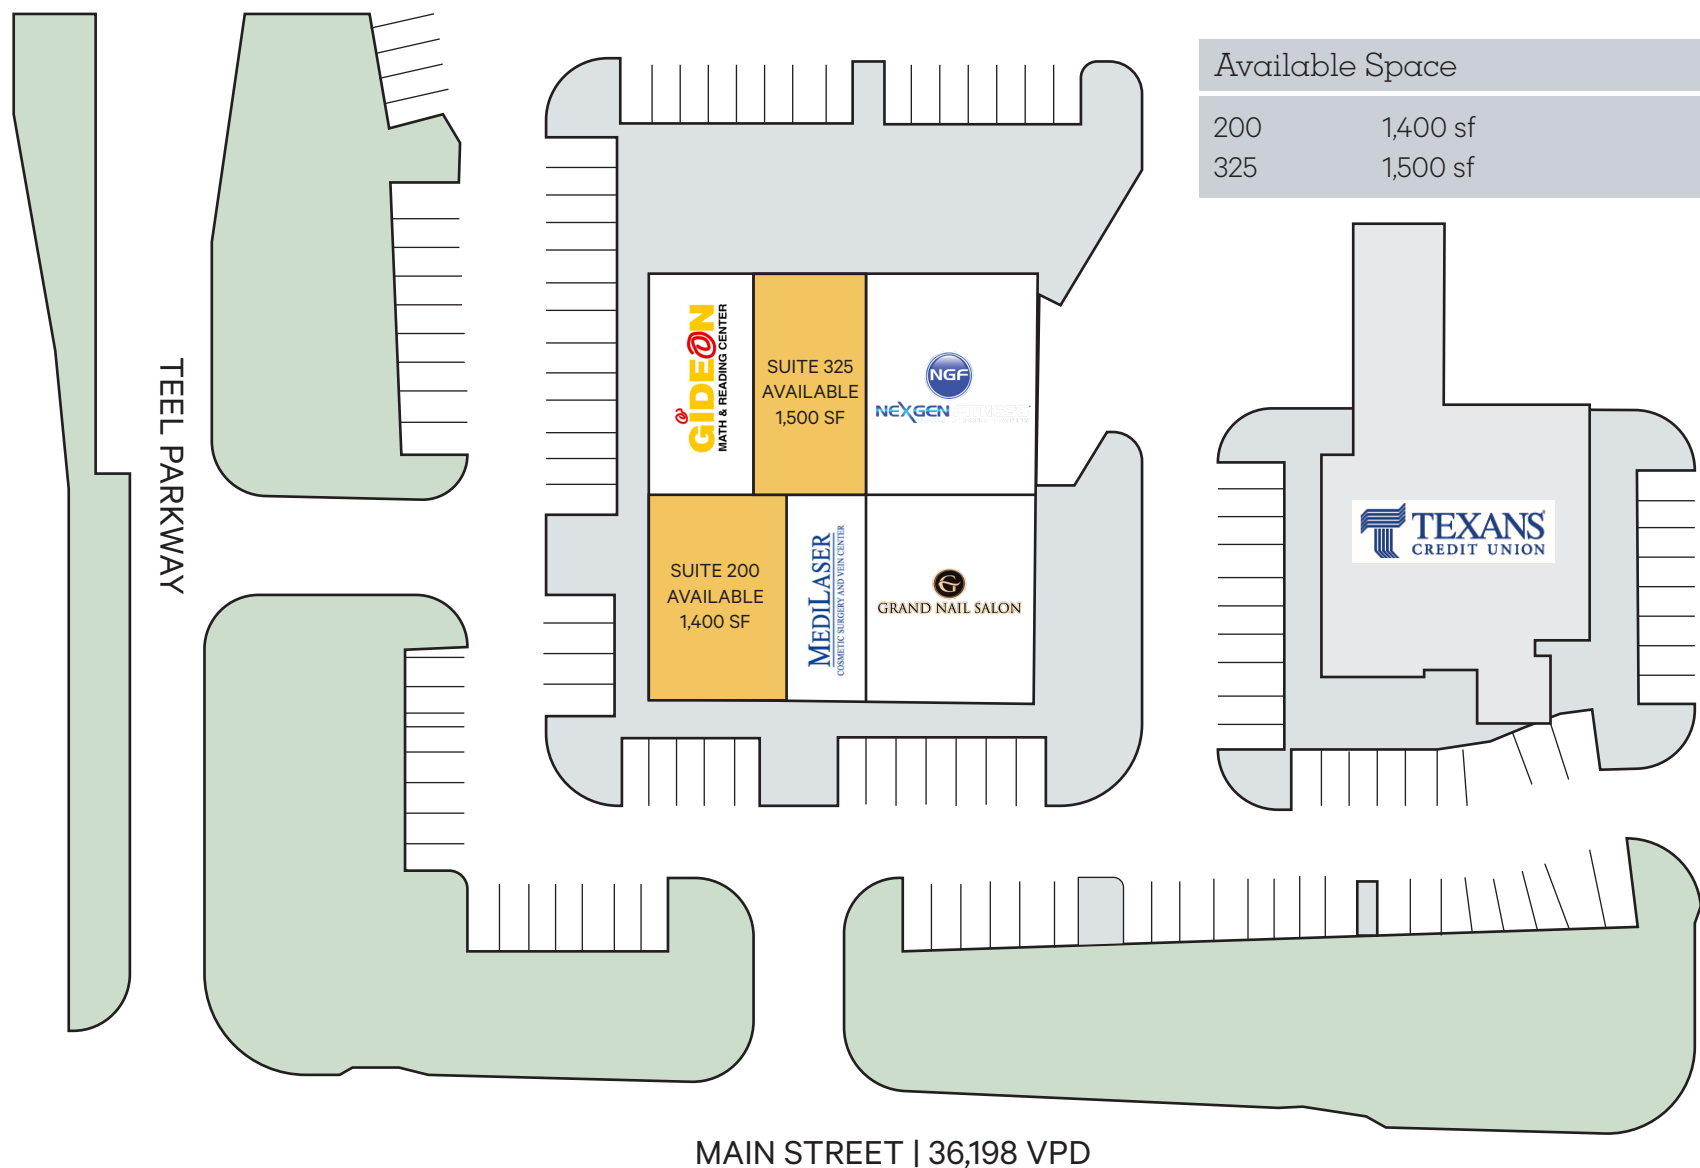 Available Space
200 1,400 sf
325 1,500 sf
TEEL PARKWAY
GIDE@N
MATH & READING CENTER
SUITE 325
AVAILABLE
1,500 SF
NGF
NEXGEN FITNESS
SUITE 200
AVAILABLE
1,400 SF
MEDILASER
COSMETIC SURGERY AND VEIN CENTER
G
GRAND NAIL SALON
TEXANS
CREDIT UNION
MAIN STREET | 36,198 VPD